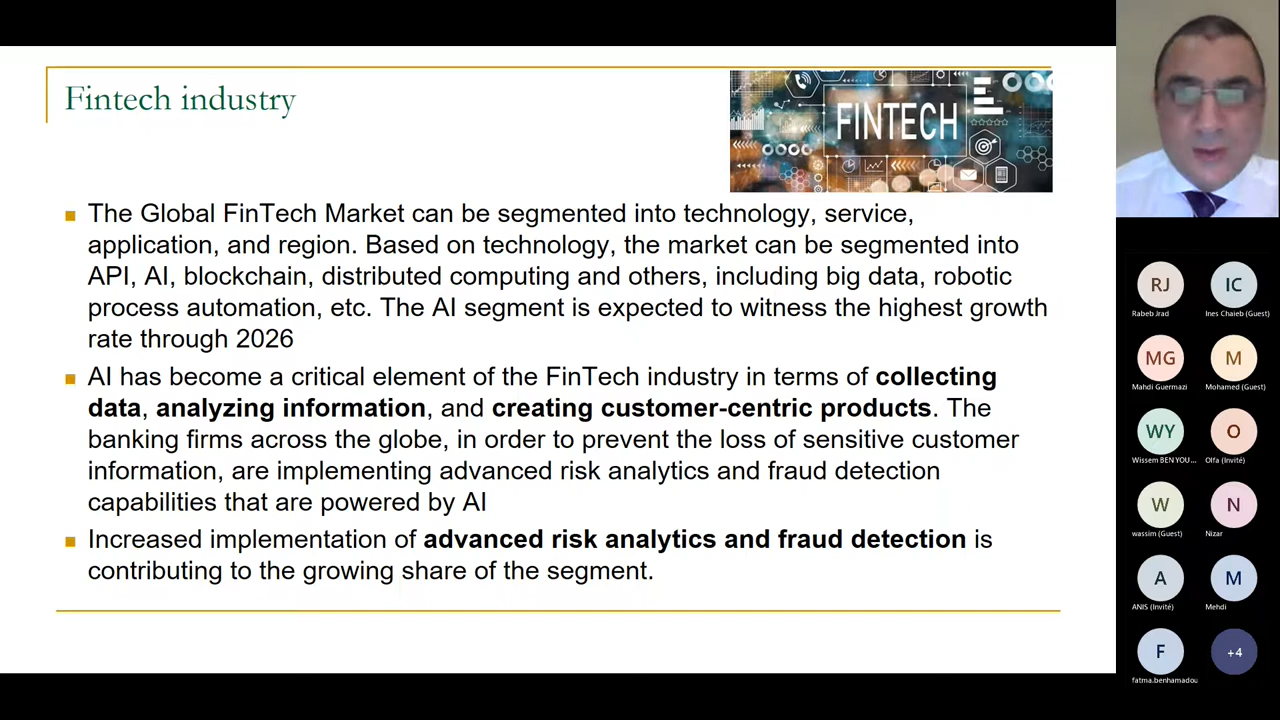 Fintech industry
FINTECH
The Global FinTech Market can be segmented into technology, service,
application, and region. Based on technology, the market can be segmented into
API, AI, blockchain, distributed computing and others, including big data, robotic
process automation, etc. The AI segment is expected to witness the highest growth
rate through 2026
AI has become a critical element of the FinTech industry in terms of collecting
data, analyzing information, and creating customer-centric products. The
banking firms across the globe, in order to prevent the loss of sensitive customer
information, are implementing advanced risk analytics and fraud detection
capabilities that are powered by AI
Increased implementation of advanced risk analytics and fraud detection is
contributing to the growing share of the segment.
RJ
Rabeb Jrad
IC
Ines Chaieb (Guest)
MG
Mahdi Guermazi
M
Mohamed (Guest)
WY
Wissem BEN YOU...
O
Olfa (Invité)
W
wassim (Guest)
N
Nizar
A
ANIS (Invité)
M
Mehdi
F
fatma.benhamadou
+4